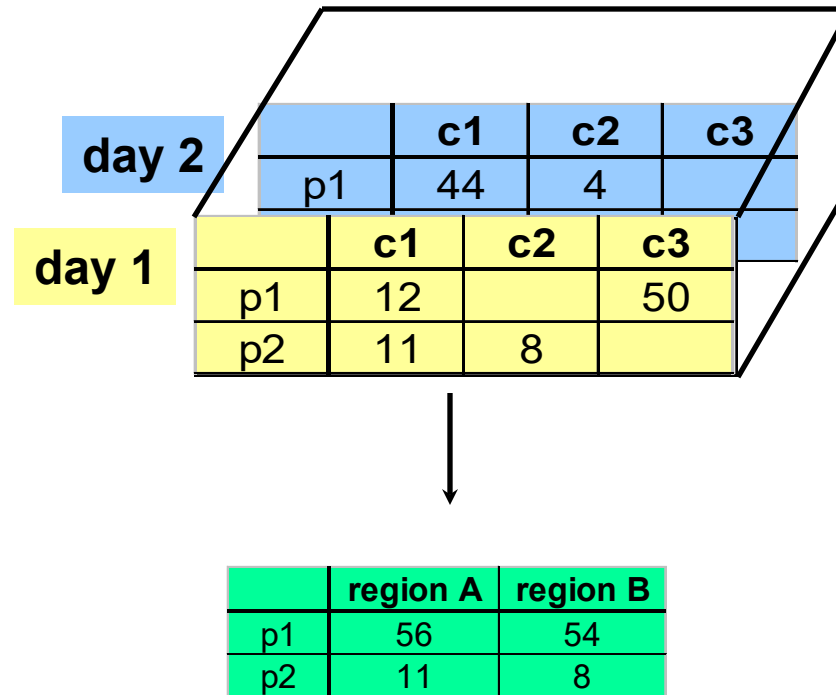 day 2
c1 c2 c3
p1 44 4
day 1
c1 c2 c3
p1 12 50
p2 11 8
region A region B
p1 56 54
p2 11 8